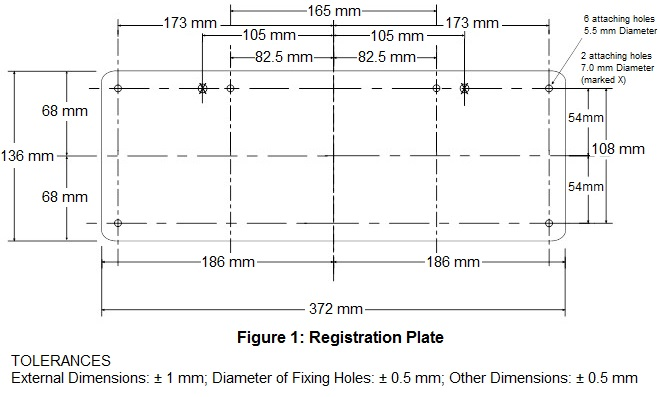 165 mm
173 mm
173 mm
105 mm
105 mm
82.5 mm
82.5 mm
6 attaching holes
5.5 mm Diameter
2 attaching holes
7.0 mm Diameter
(marked X)
68 mm
54mm
136 mm
108 mm
68 mm
54mm
186 mm
186 mm
372 mm
Figure 1: Registration Plate
TOLERANCES
External Dimensions: ± 1 mm; Diameter of Fixing Holes: ± 0.5 mm; Other Dimensions: ± 0.5 mm